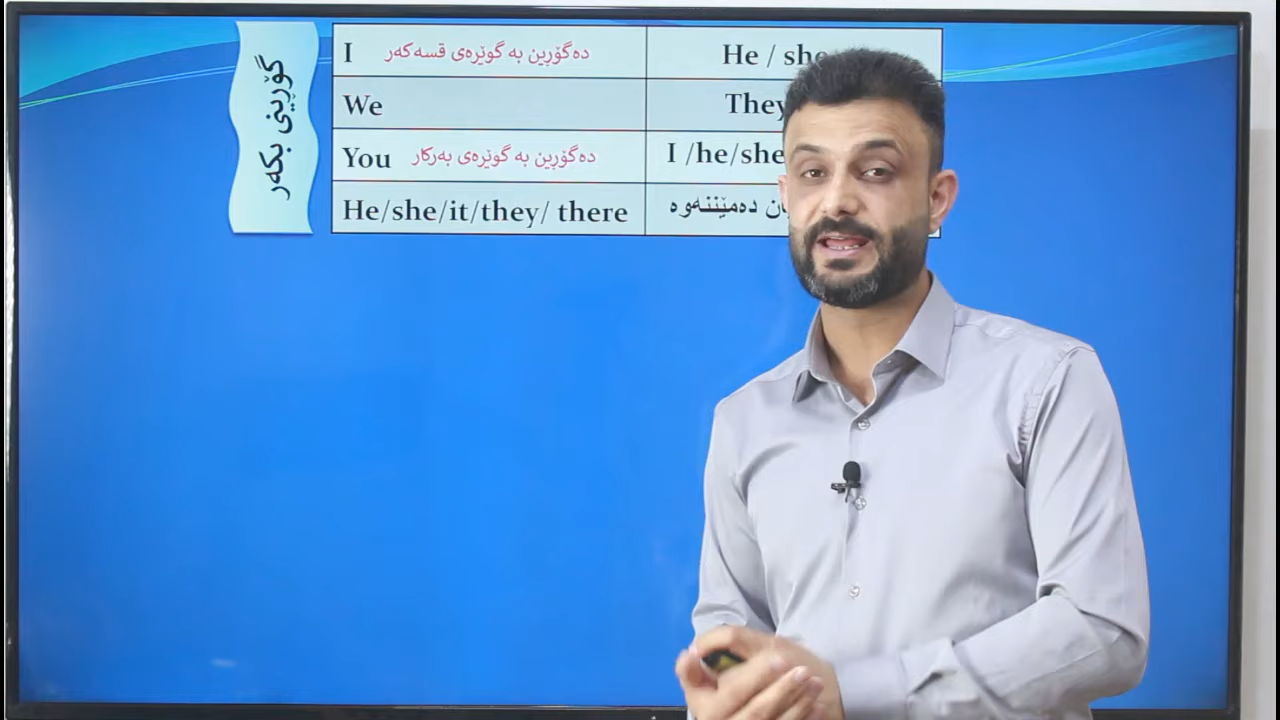 گۆڕینی بکەر
I دەگۆڕین بە گوێرەی قسەکەر He / she
We They
You دەگۆڕین بە گوێرەی بەرکار I /he/she
He/she/it/they/ there دەمێننەوە